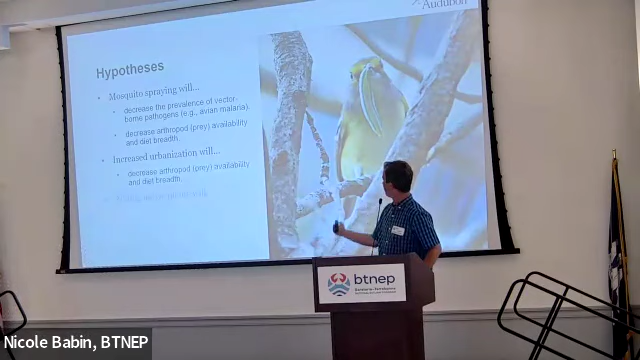 Audubon
Hypotheses
• Mosquito spraying will...
• decrease the prevalence of vector-
borne pathogens (e.g., avian malaria).
• decrease arthropod (prey) availability
and diet breadth.
• Increased urbanization will...
• decrease arthropod (prey) availability
and diet breadth.
btnep
Nicole Babin, BTNEP